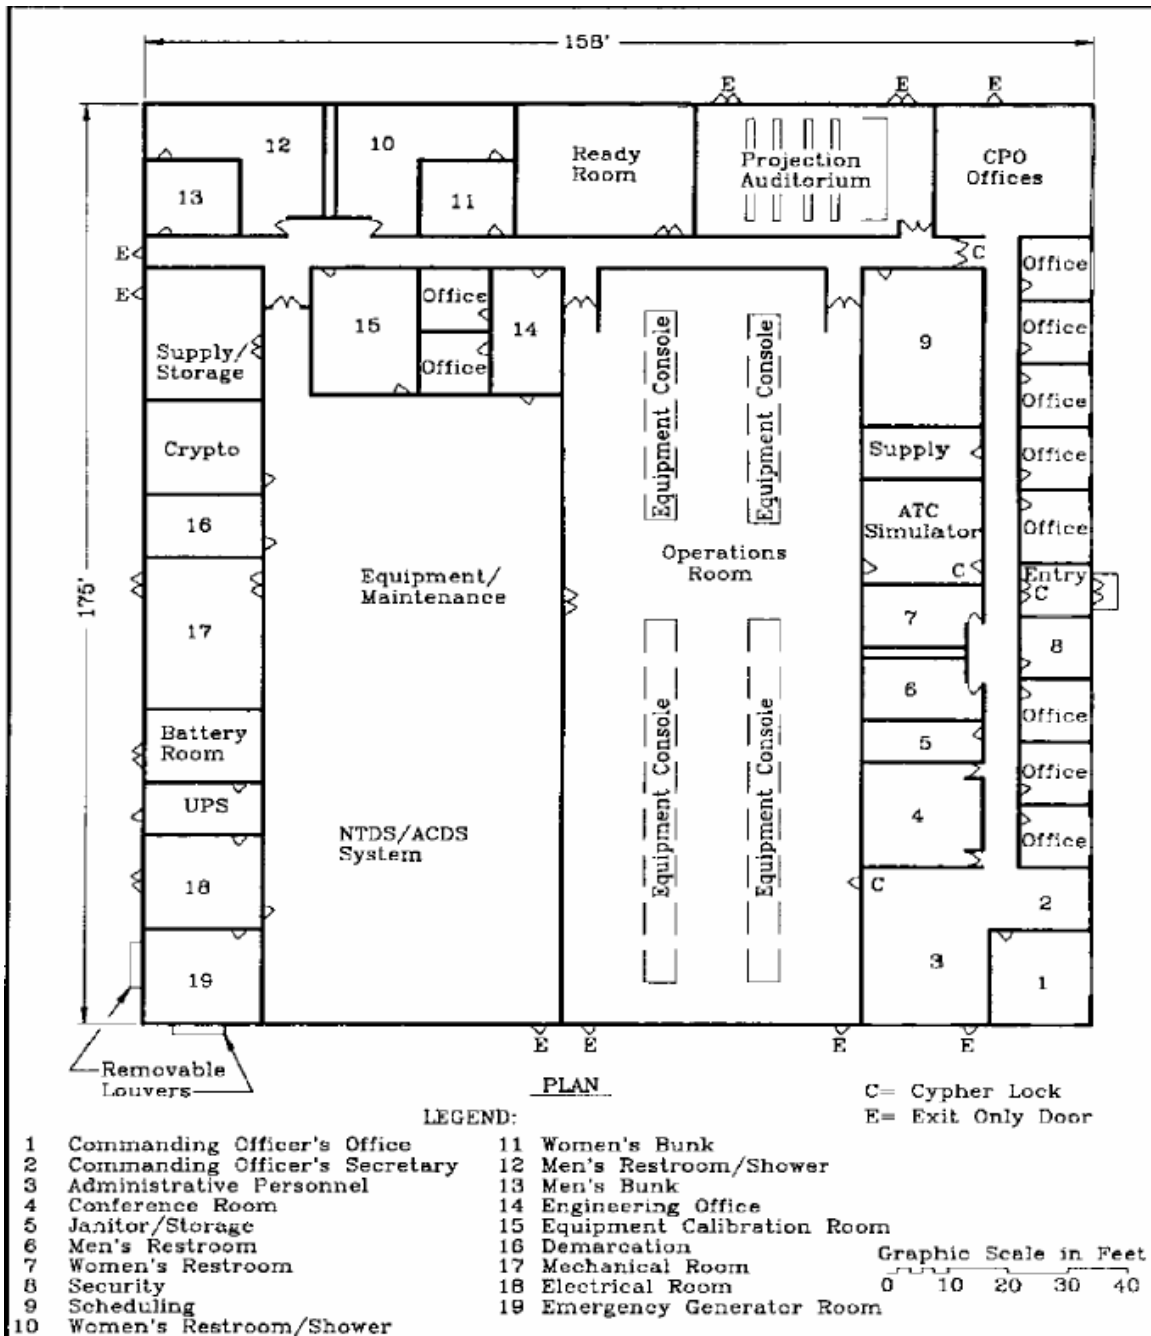 158'
E
E
E
12
10
Ready
Room
Projection
Auditorium
CPO
Offices
13
11
E
C
E
Office
15
Office
14
Office
Office
9
Office
Supply/
Storage
Equipment Console
Equipment Console
Office
Crypto
Supply
Office
16
ATC
Simulator
Office
Operations
Room
C
Entry
C
Equipment/
Maintenance
175'
17
7
8
6
Office
Battery
Room
5
Office
UPS
4
Office
NTDS/ACDS
System
Equipment Console
Equipment Console
18
C
2
3
19
1
E
E
E
E
Removable
Louvers
PLAN
C= Cypher Lock
E= Exit Only Door
LEGEND:
1 Commanding Officer's Office
2 Commanding Officer's Secretary
3 Administrative Personnel
4 Conference Room
5 Janitor/Storage
6 Men's Restroom
7 Women's Restroom
8 Security
9 Scheduling
10 Women's Restroom/Shower
11 Women's Bunk
12 Men's Restroom/Shower
13 Men's Bunk
14 Engineering Office
15 Equipment Calibration Room
16 Demarcation
17 Mechanical Room
18 Electrical Room
19 Emergency Generator Room
Graphic Scale in Feet
0 10 20 30 40